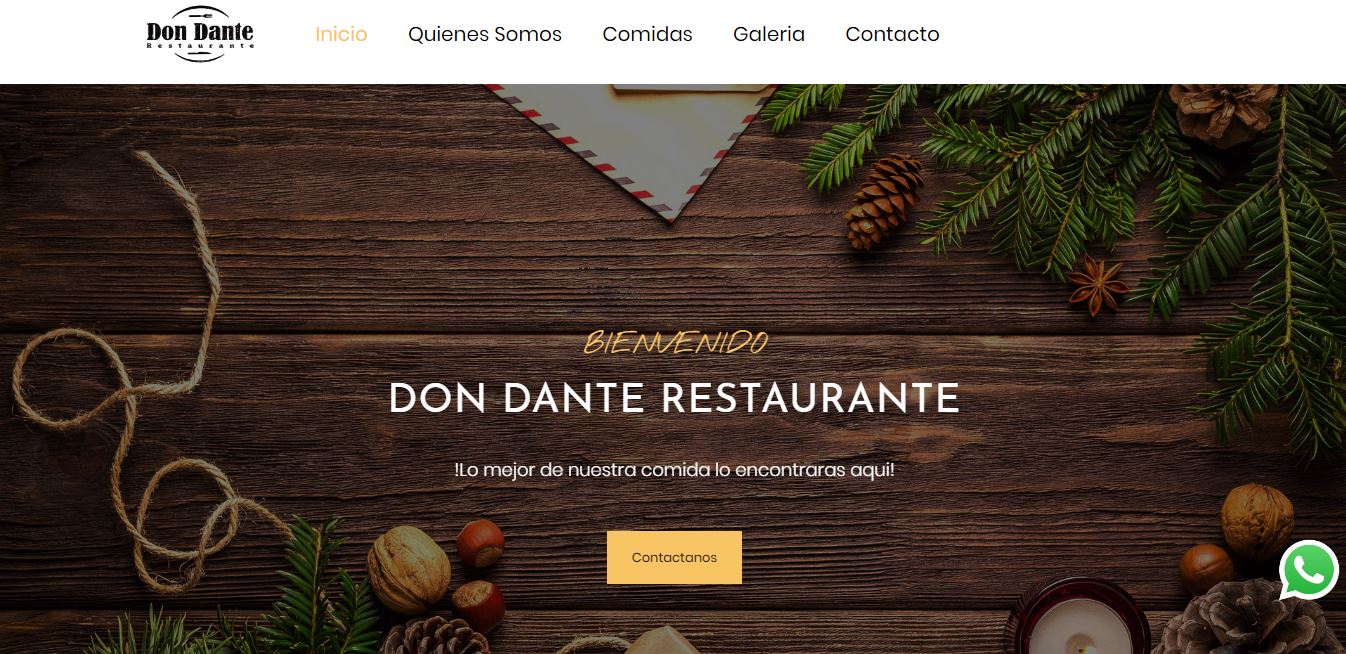 Don Dante
Restaurante
Inicio Quienes Somos Comidas Galeria Contacto
BIENVENIDO
DON DANTE RESTAURANTE
!Lo mejor de nuestra comida lo encontraras aqui!
Contactanos